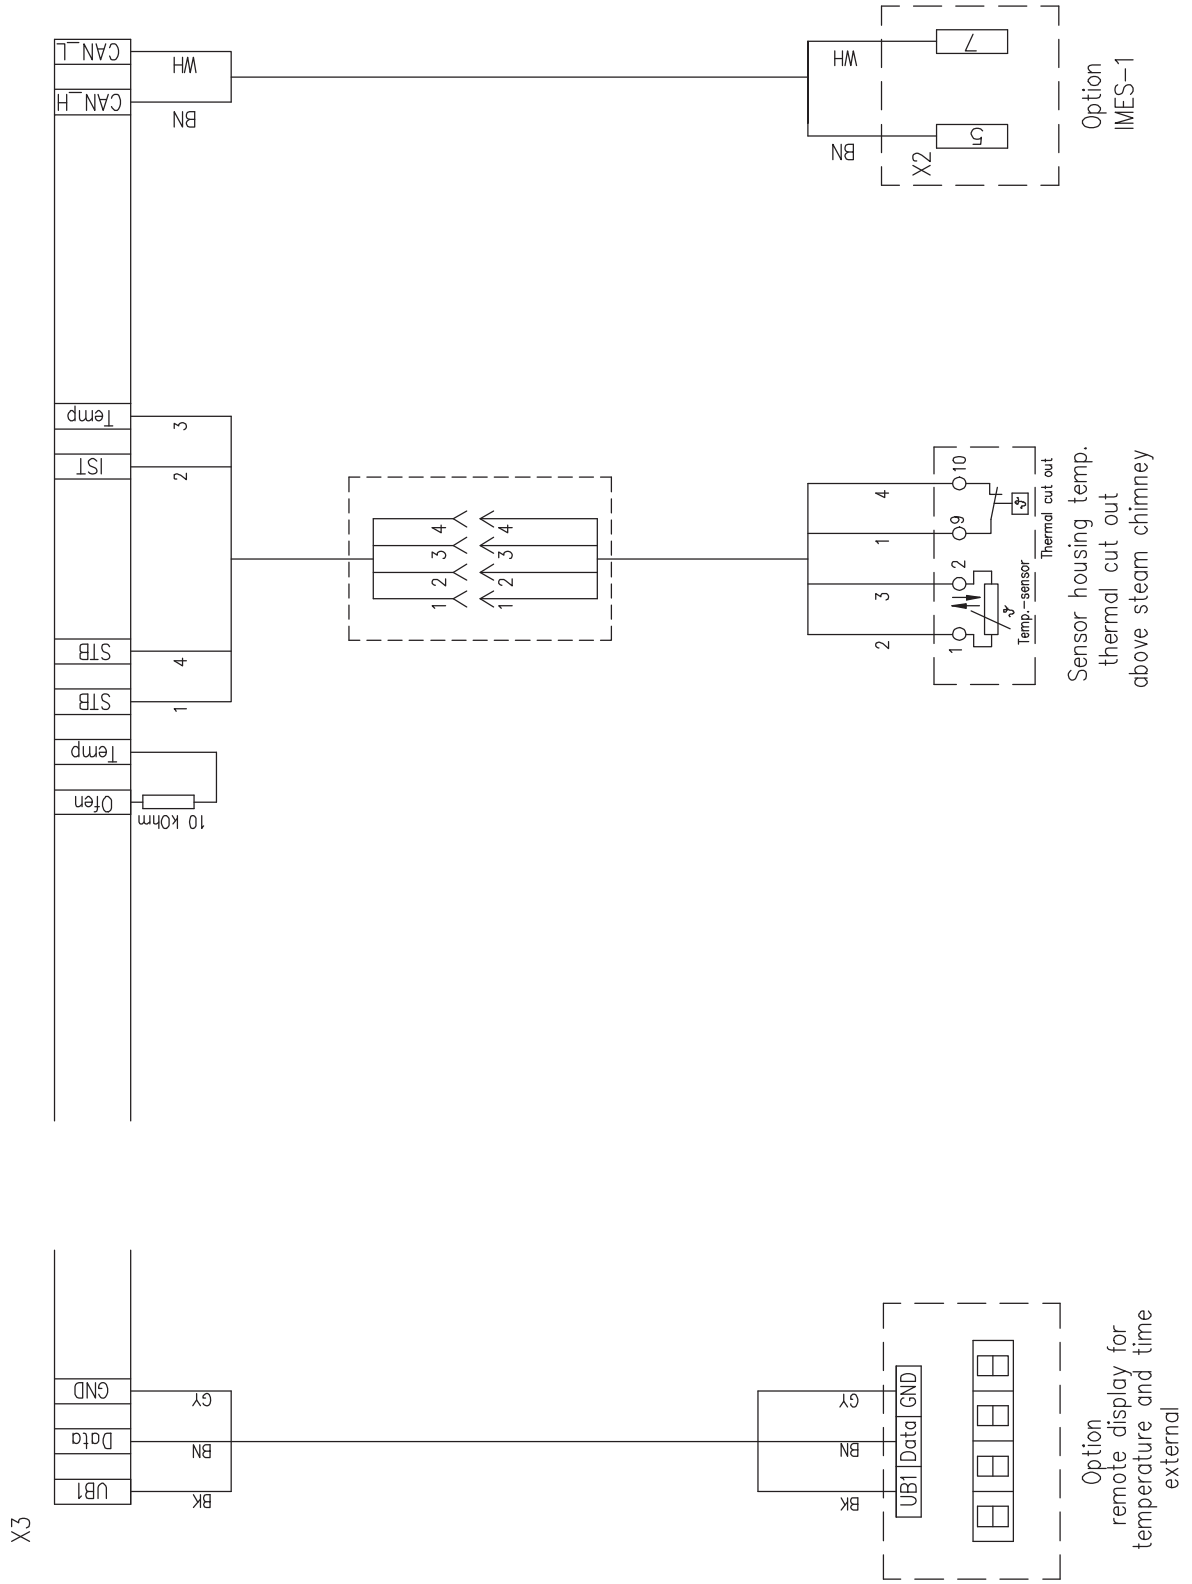 X3
UB1
Data
GND
BK
BN
GY
BK
BN
GY
UB1
Data
GND
Option
remote display for
temperature and time
external
Ofen
Temp
STB
STB
IST
Temp
10 kOhm
1
4
2
3
1
2
3
4
1
2
3
4
2
3
1
4
1
2
9
10
ϑ
ϑ
Temp.-sensor
Thermal cut out
Sensor housing temp.
thermal cut out
above steam chimney
CAN_H
CAN_L
BN
WH
BN
WH
X2
5
7
Option
IMES-1